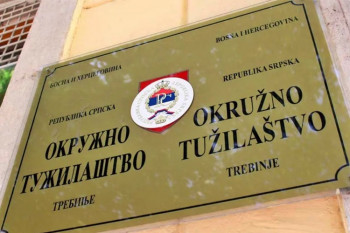 БОСНА И ХЕРЦЕГОВИНА
РЕПУБЛИКА СРПСКА
ОКРУЖНО
ТУЖИЛАШТВО
ТРЕБИЊЕ
BOSNA I HERCEGOVINA
REPUBLIKA SRPSKA
OKRUŽNO
TUŽILAŠTVO
TREBINJE